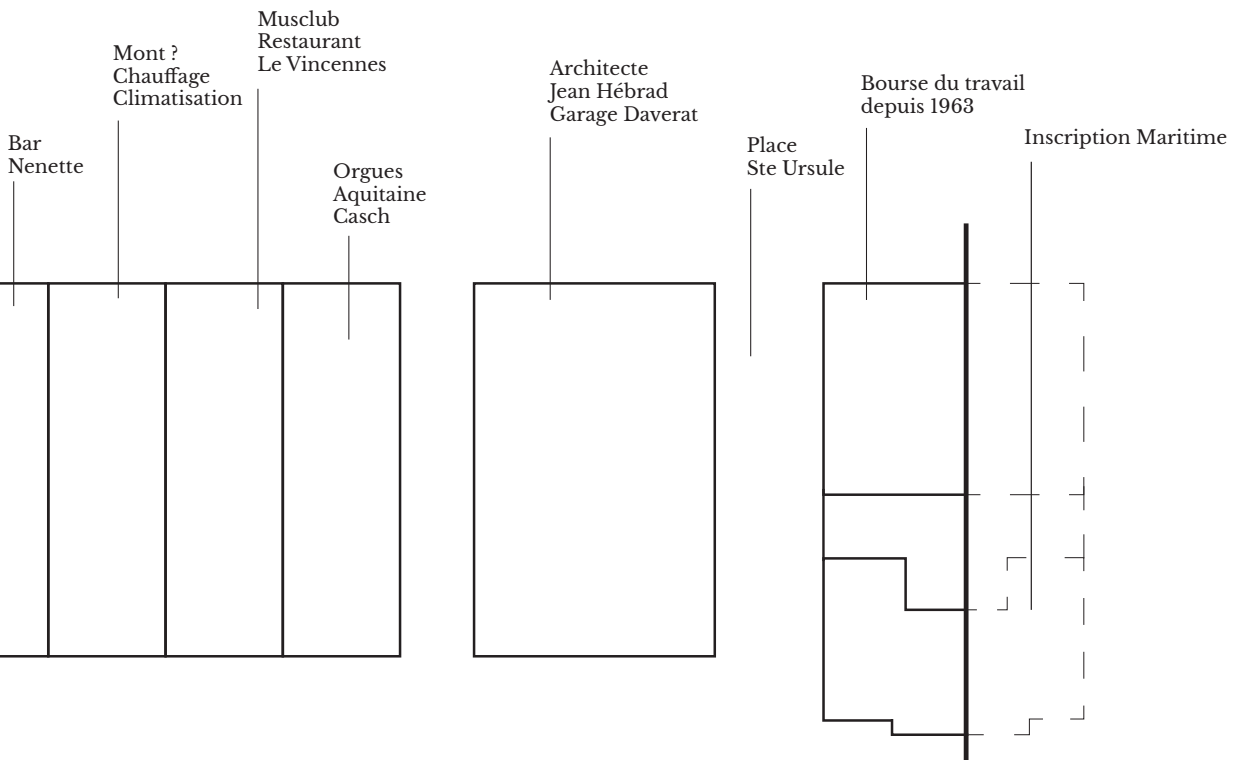 Bar
Nenette
Mont ?
Chauffage
Climatisation
Musclub
Restaurant
Le Vincennes
Orgues
Aquitaine
Casch
Architecte
Jean Hébrad
Garage Daverat
Place
Ste Ursule
Bourse du travail
depuis 1963
Inscription Maritime